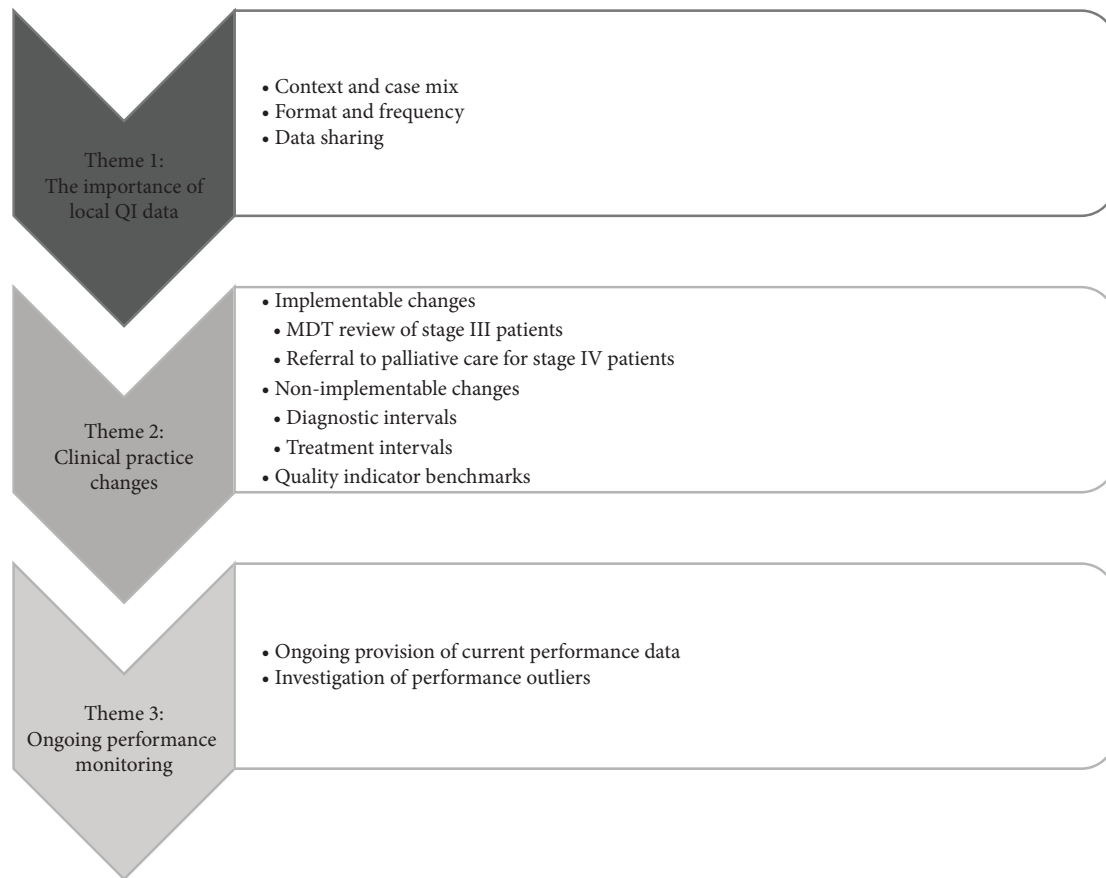 Theme 1:
The importance of
local QI data
• Context and case mix
• Format and frequency
• Data sharing
Theme 2:
Clinical practice
changes
• Implementable changes
• MDT review of stage III patients
• Referral to palliative care for stage IV patients
• Non-implementable changes
• Diagnostic intervals
• Treatment intervals
• Quality indicator benchmarks
Theme 3:
Ongoing performance
monitoring
• Ongoing provision of current performance data
• Investigation of performance outliers